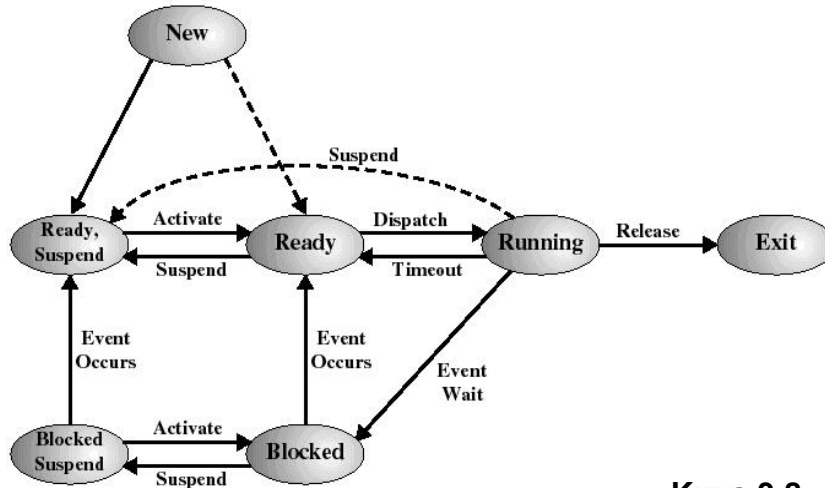 New
Suspend
Ready,
Suspend
Activate
Suspend
Ready
Dispatch
Timeout
Running
Release
Exit
Event
Occurs
Event
Occurs
Event
Wait
Blocked
Suspend
Activate
Suspend
Blocked